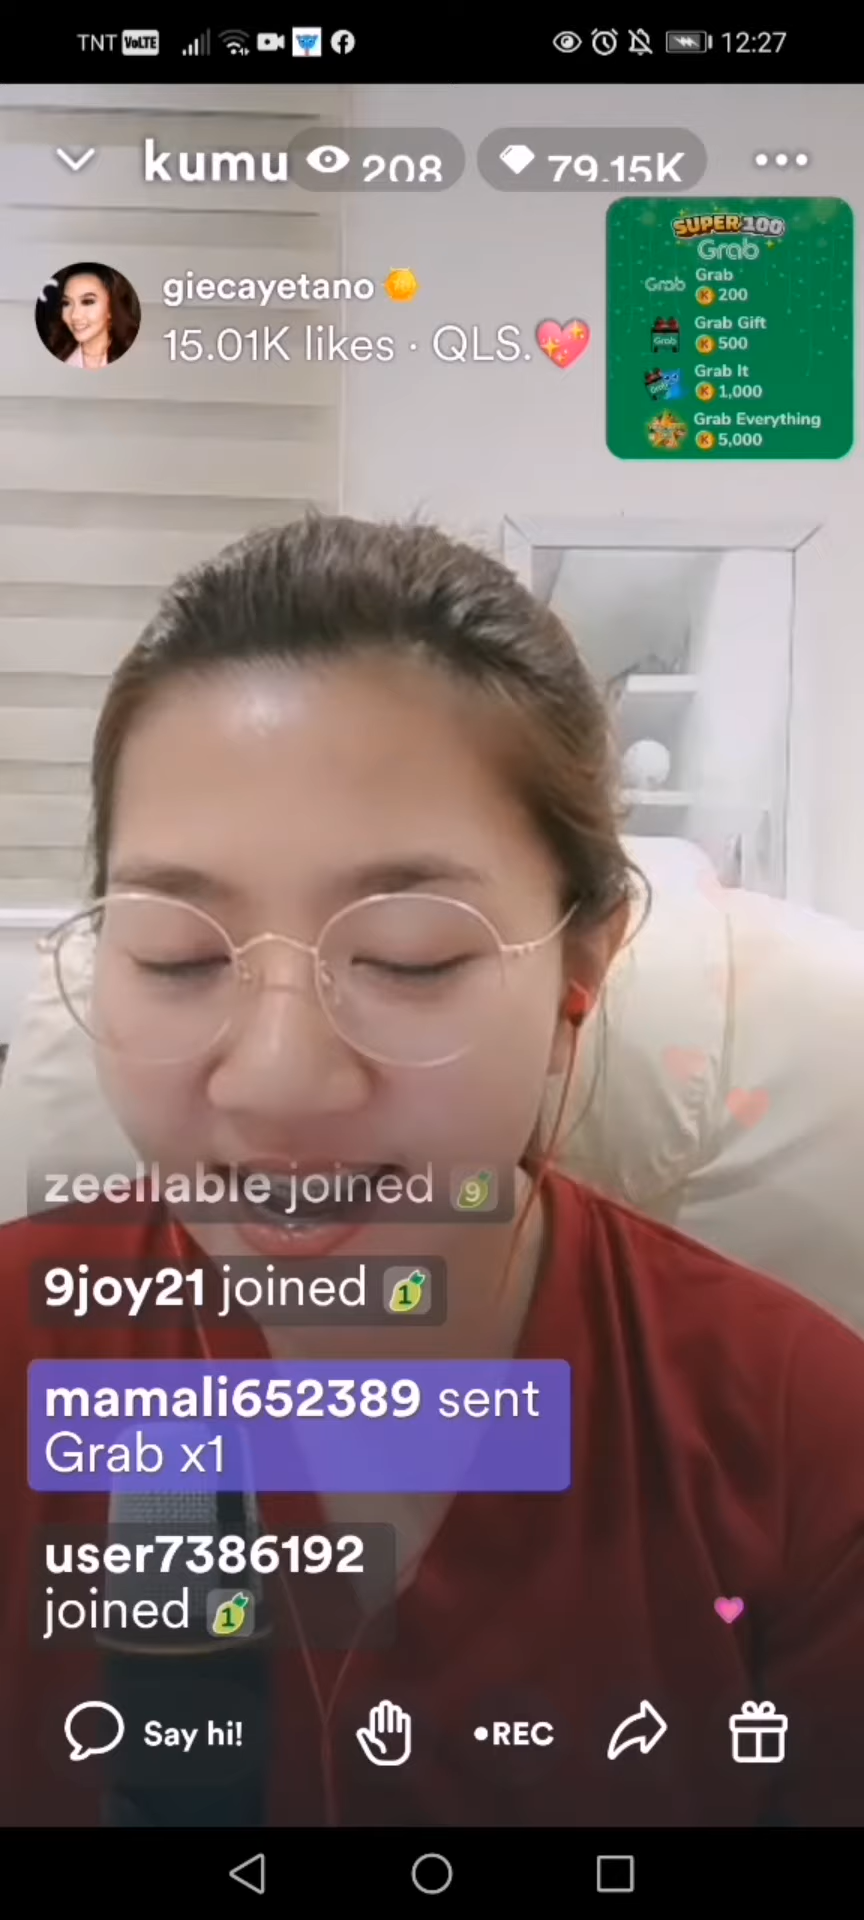 TNT VoLTE 12:27
kumu 208 79.15K
SUPER 100
Grab
giecayetano
15.01K likes · QLS.
Grab Grab
K 200
Grab Grab Gift
K 500
Grab It
K 1,000
Grab Everything
K 5,000
zeellable joined 9
9joy21 joined 1
mamali652389 sent
Grab x1
user7386192
joined 1
Say hi! •REC